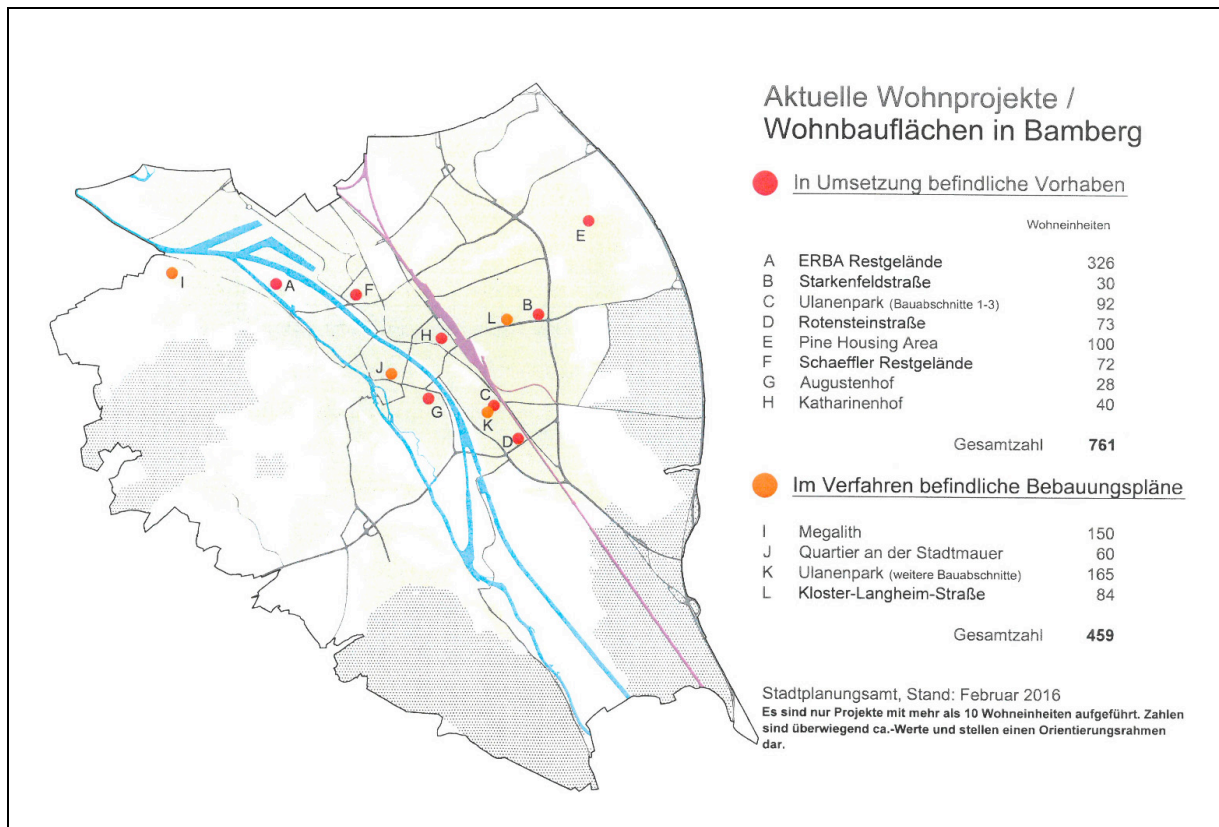 Aktuelle Wohnprojekte /
Wohnbauflächen in Bamberg
In Umsetzung befindliche Vorhaben
Wohneinheiten
A ERBA Restgelände 326
B Starkenfeldstraße 30
C Ulanenpark (Bauabschnitte 1-3) 92
D Rotensteinstraße 73
E Pine Housing Area 100
F Schaeffler Restgelände 72
G Augustenhof 28
H Katharinenhof 40
Gesamtzahl 761
Im Verfahren befindliche Bebauungspläne
I Megalith 150
J Quartier an der Stadtmauer 60
K Ulanenpark (weitere Bauabschnitte) 165
L Kloster-Langheim-Straße 84
Gesamtzahl 459
Stadtplanungsamt, Stand: Februar 2016
Es sind nur Projekte mit mehr als 10 Wohneinheiten aufgeführt. Zahlen
sind überwiegend ca.-Werte und stellen einen Orientierungsrahmen
dar.
E
I
A
F
B
L
H
J
C
G
K
D